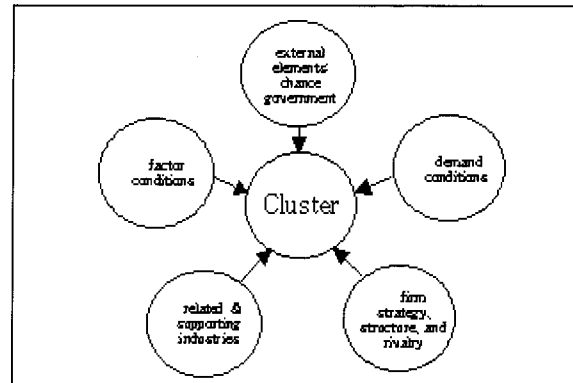 external
elements
chance
government
factor
conditions
demand
conditions
Cluster
related &
supporting
industries
firm
strategy,
structure, and
rivalry